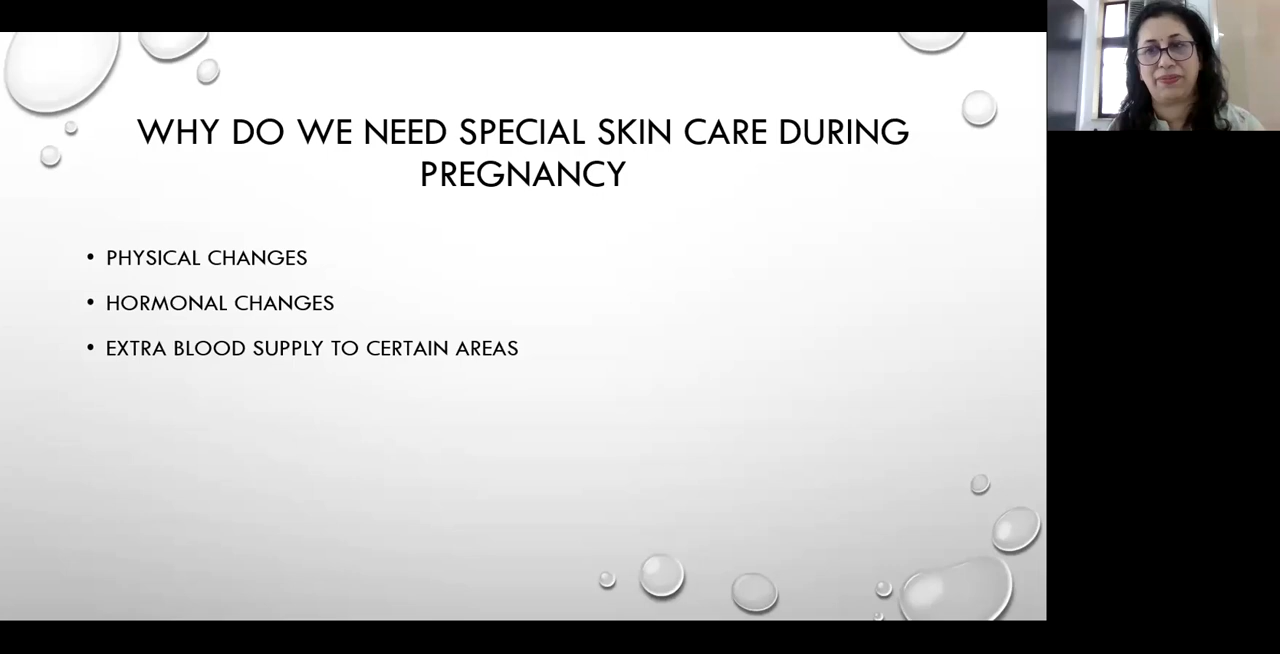 WHY DO WE NEED SPECIAL SKIN CARE DURING
PREGNANCY
• PHYSICAL CHANGES
• HORMONAL CHANGES
• EXTRA BLOOD SUPPLY TO CERTAIN AREAS